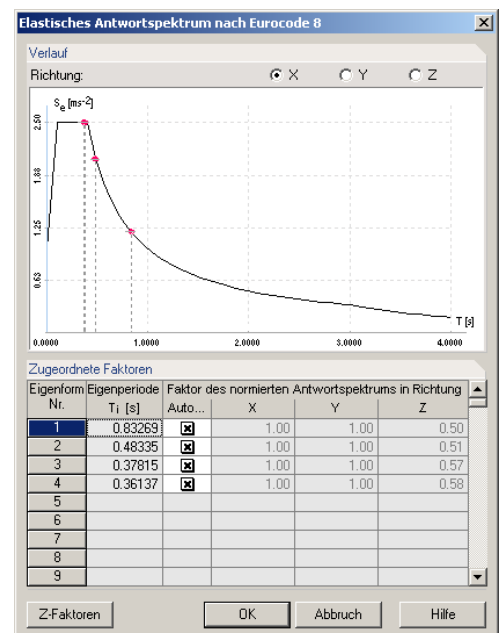 Elastisches Antwortspektrum nach Eurocode 8
Verlauf
Richtung: X Y Z
Se [ms-2]
2.50
1.88
1.25
0.63
T [s]
0.0000 1.0000 2.0000 3.0000 4.0000
Zugeordnete Faktoren
Eigenform Eigenperiode Faktor des normierten Antwortspektrums in Richtung
Nr. Ti [s] Auto... X Y Z
1 0.83269 1.00 1.00 0.50
2 0.48335 1.00 1.00 0.51
3 0.37815 1.00 1.00 0.57
4 0.36137 1.00 1.00 0.58
5
6
7
8
9
Z-Faktoren OK Abbruch Hilfe